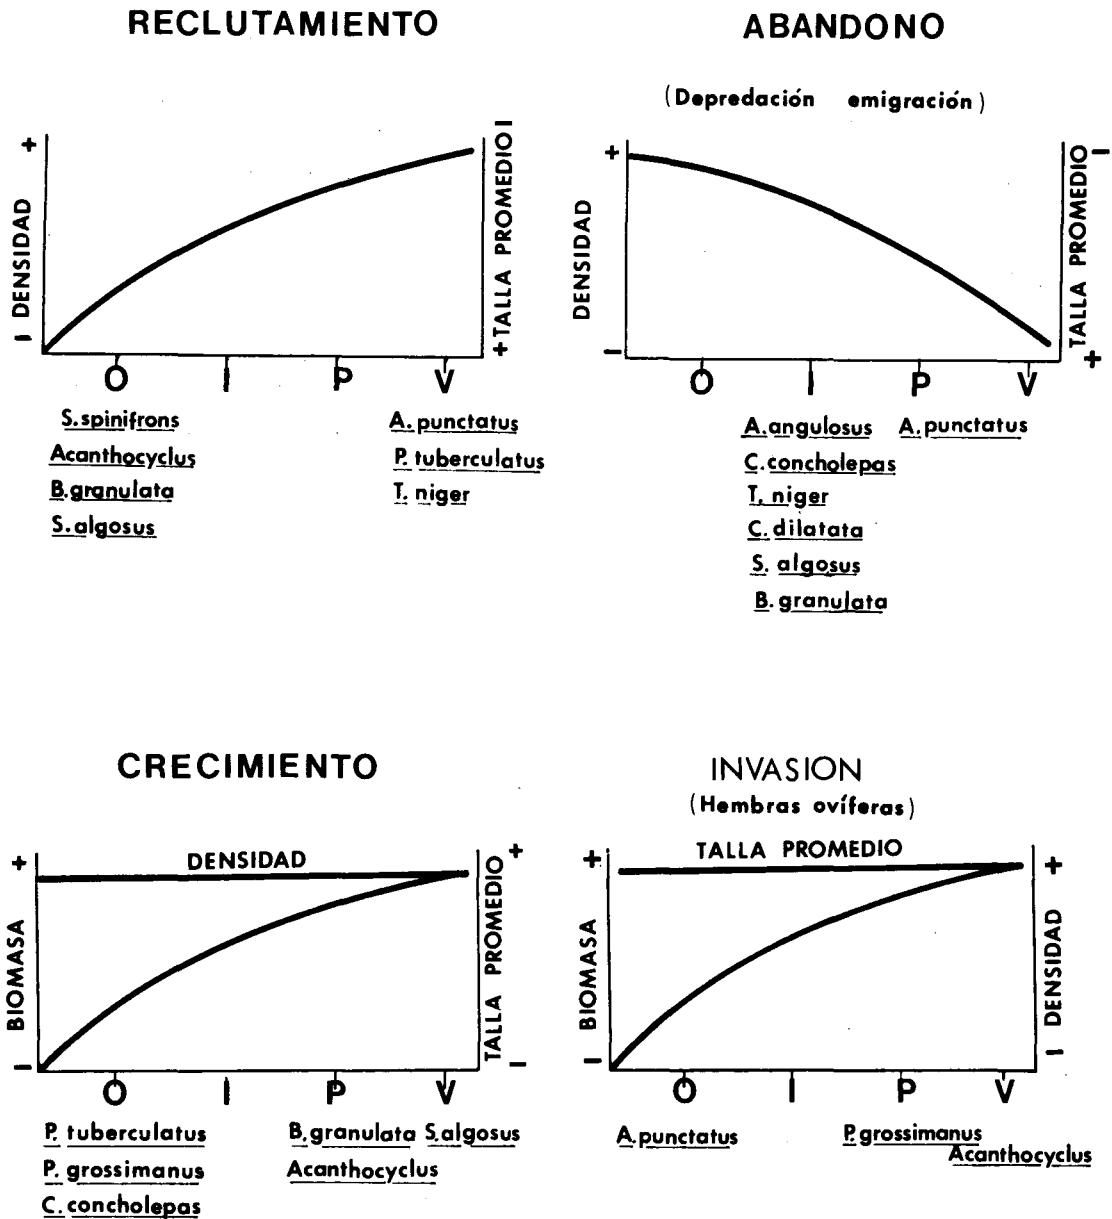 RECLUTAMIENTO
+
DENSIDAD
-
- TALLA PROMEDIO +
O I P V
S. spinifrons
Acanthocyclus
B. granulata
S. algosus
A. punctatus
P. tuberculatus
T. niger
ABANDONO
(Depredación emigración)
+
DENSIDAD
-
- TALLA PROMEDIO +
O I P V
A. angulosus
C. concholepas
T. niger
C. dilatata
S. algosus
B. granulata
A. punctatus
CRECIMIENTO
+
BIOMASA
-
DENSIDAD
+
TALLA PROMEDIO
-
O I P V
P. tuberculatus
P. grossimanus
C. concholepas
B. granulata
Acanthocyclus
S. algosus
INVASION
(Hembras ovíferas)
+
BIOMASA
-
TALLA PROMEDIO
+
DENSIDAD
-
O I P V
A. punctatus
P. grossimanus
Acanthocyclus